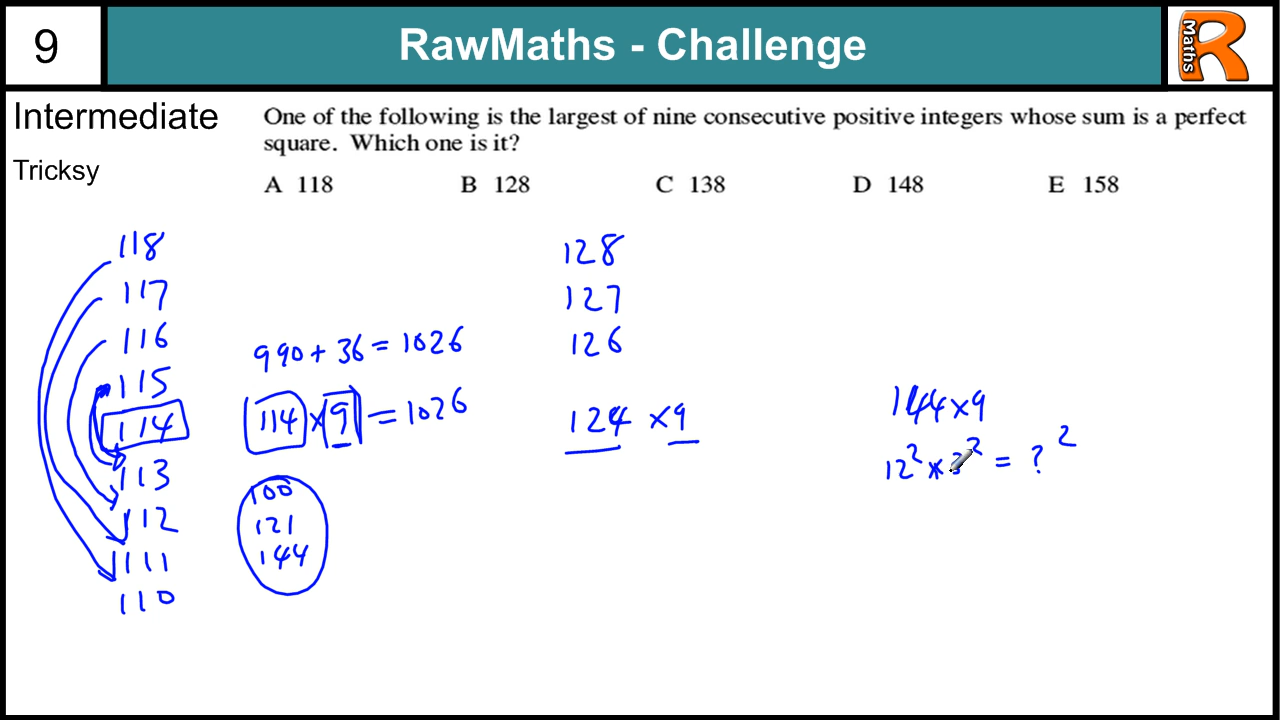 9
RawMaths - Challenge
Maths R
Intermediate
Tricksy
One of the following is the largest of nine consecutive positive integers whose sum is a perfect
square. Which one is it?
A 118 B 128 C 138 D 148 E 158
118
117
116
115
114
113
112
111
110
990 + 36 = 1026
114 × 9 = 1026
100
121
144
128
127
126
124 × 9
144 × 9
12² × 3² = ?²